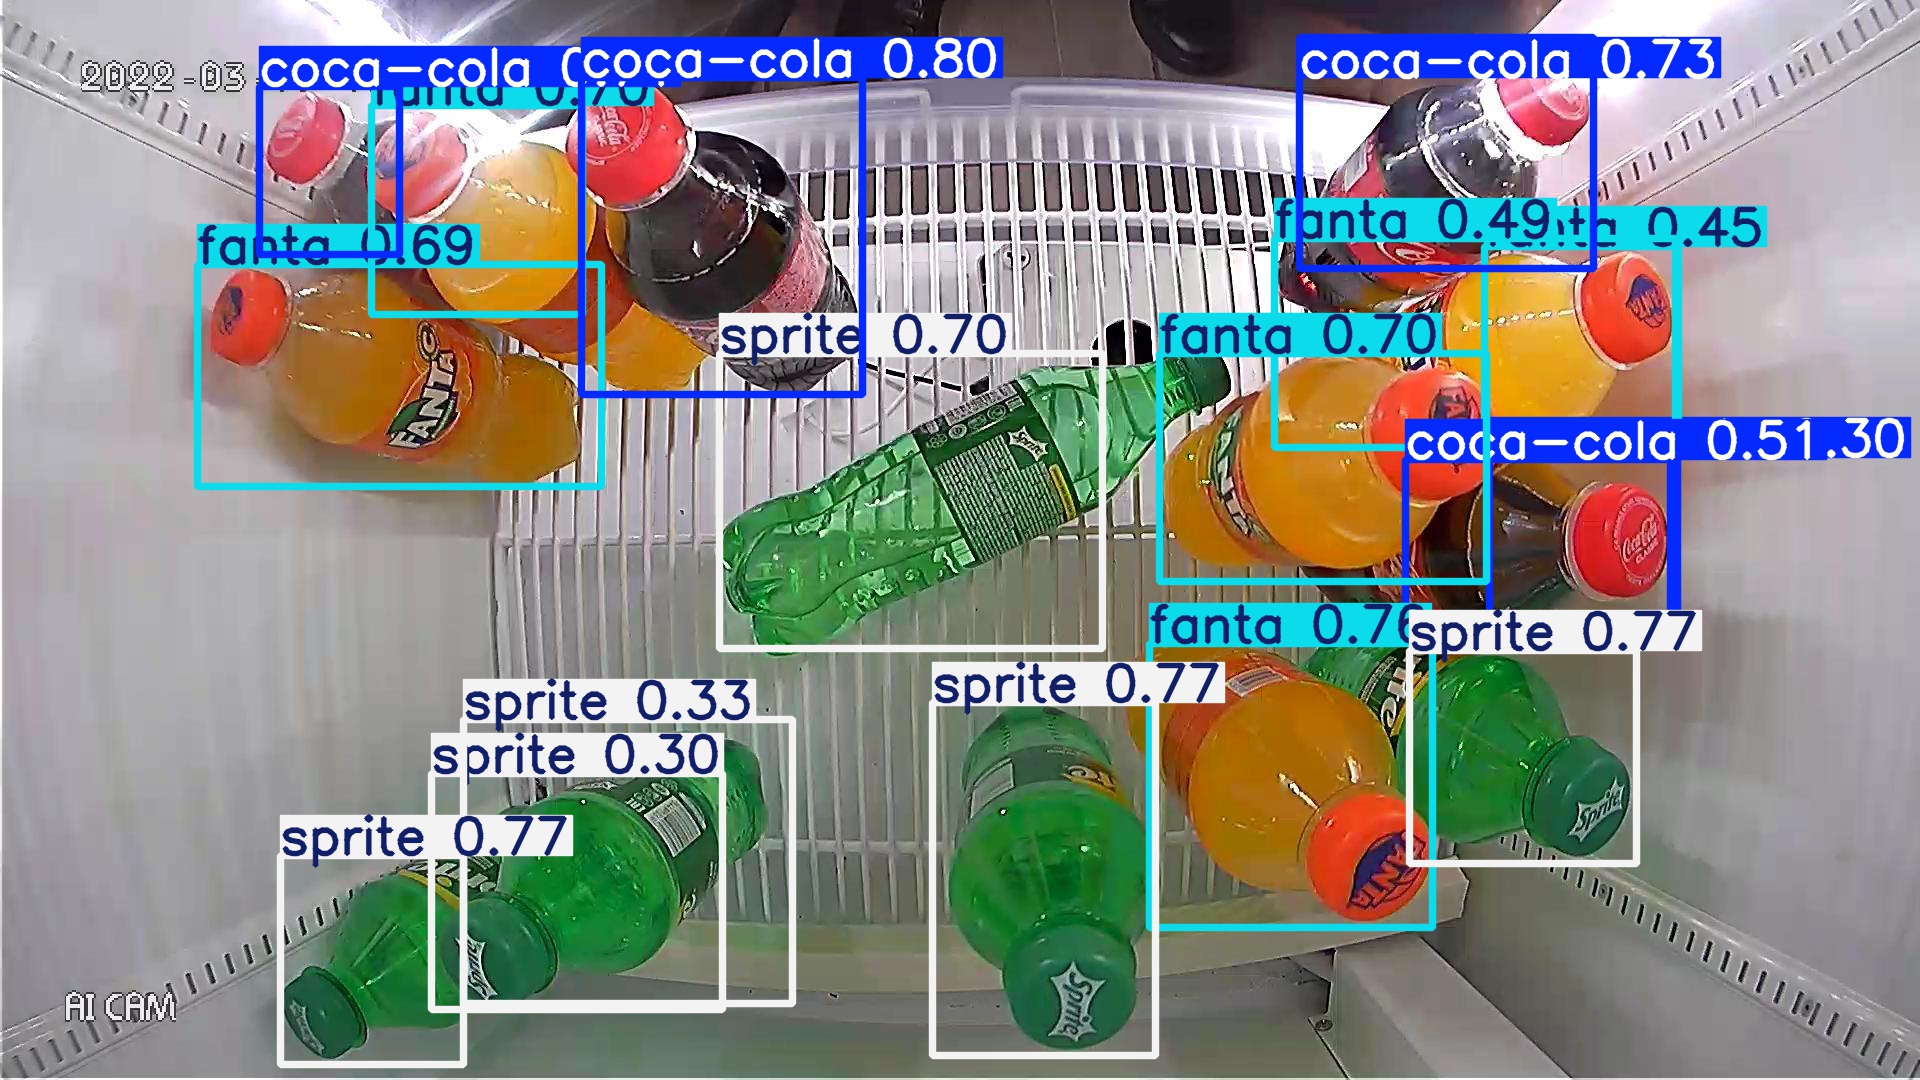 2022-03
coca-cola
coca-cola 0.80
coca-cola 0.73
fanta 0.70
fanta 0.69
fanta 0.49
fanta 0.45
sprite 0.70
fanta 0.70
FANTA
Sprite
coca-cola 0.51.30
Coca-Cola
CLASSIC
fanta 0.76
sprite 0.77
sprite 0.77
sprite 0.33
sprite 0.30
sprite 0.77
Sprite
FANTA
Sprite
AI CAM